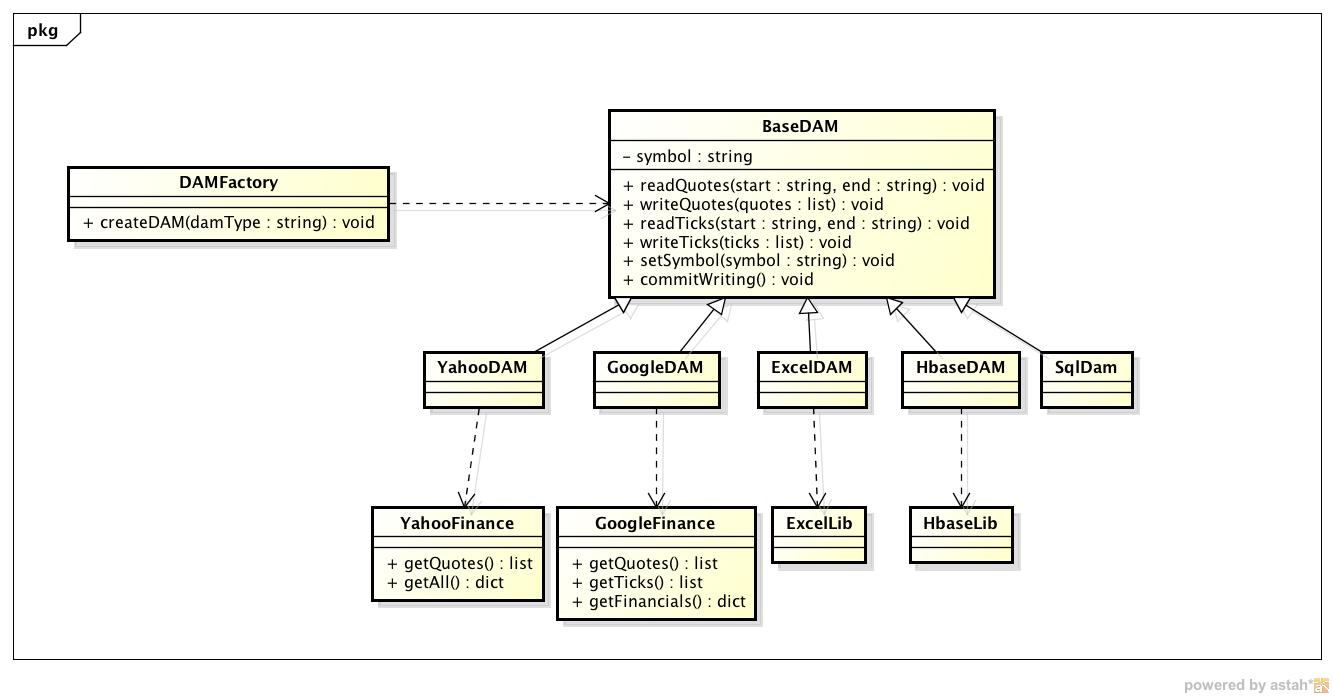 pkg
BaseDAM
– symbol : string
+ readQuotes(start : string, end : string) : void
+ writeQuotes(quotes : list) : void
+ readTicks(start : string, end : string) : void
+ writeTicks(ticks : list) : void
+ setSymbol(symbol : string) : void
+ commitWriting() : void
DAMFactory
+ createDAM(damType : string) : void
YahooDAM
GoogleDAM
ExcelDAM
HbaseDAM
SqlDam
YahooFinance
+ getQuotes() : list
+ getAll() : dict
GoogleFinance
+ getQuotes() : list
+ getTicks() : list
+ getFinancials() : dict
ExcelLib
HbaseLib
powered by astah*